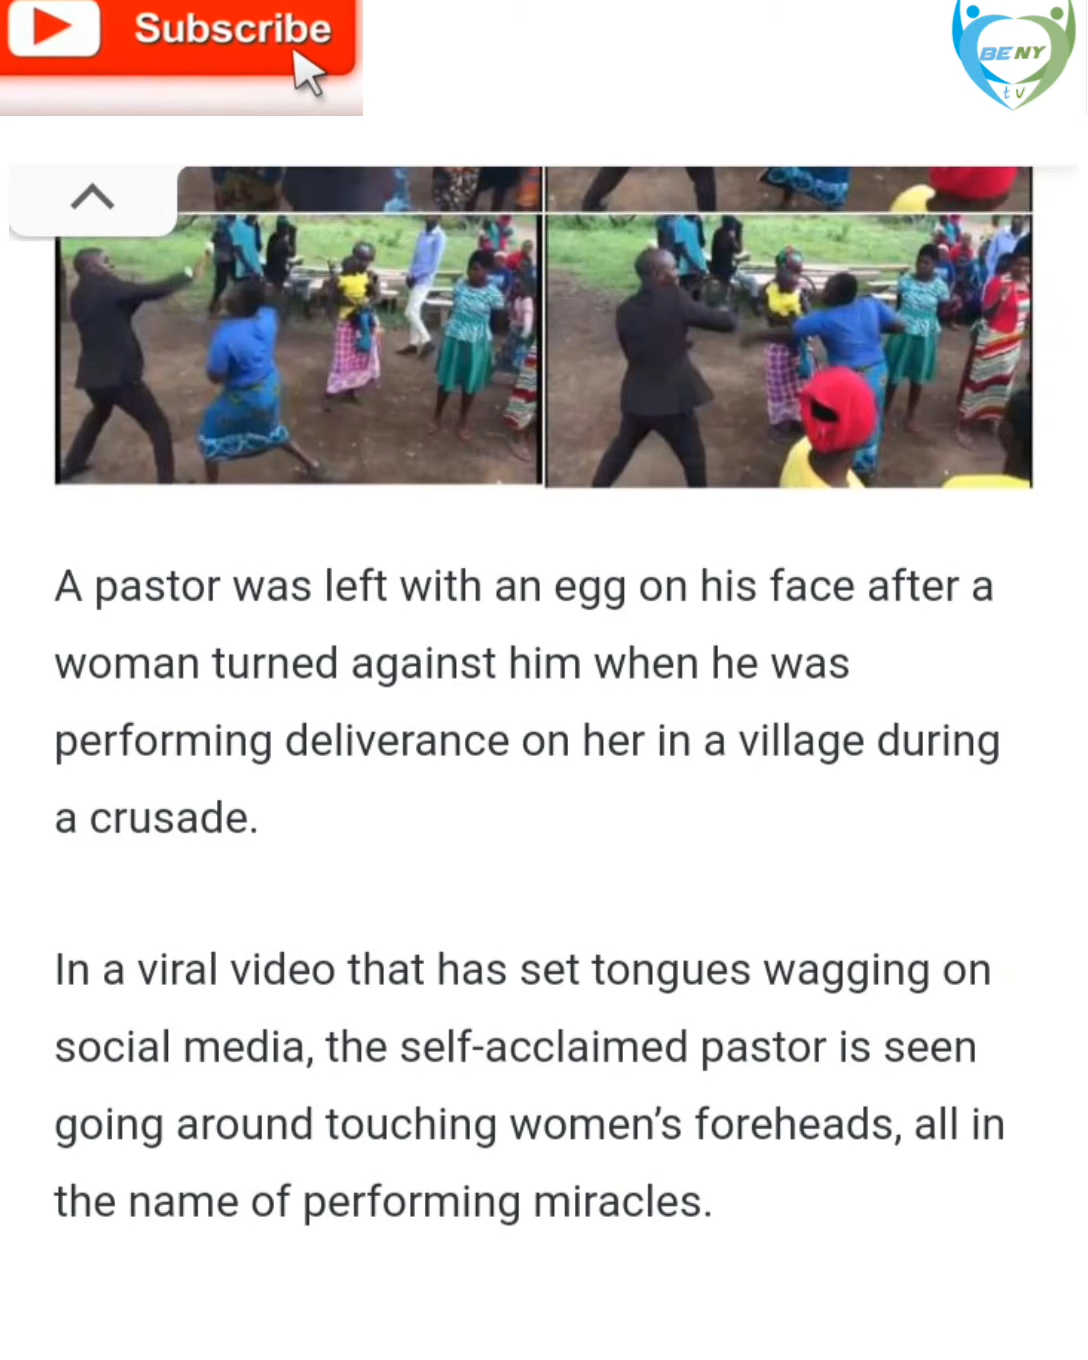 Subscribe
BENY
tv
A pastor was left with an egg on his face after a
woman turned against him when he was
performing deliverance on her in a village during
a crusade.
In a viral video that has set tongues wagging on
social media, the self-acclaimed pastor is seen
going around touching women’s foreheads, all in
the name of performing miracles.